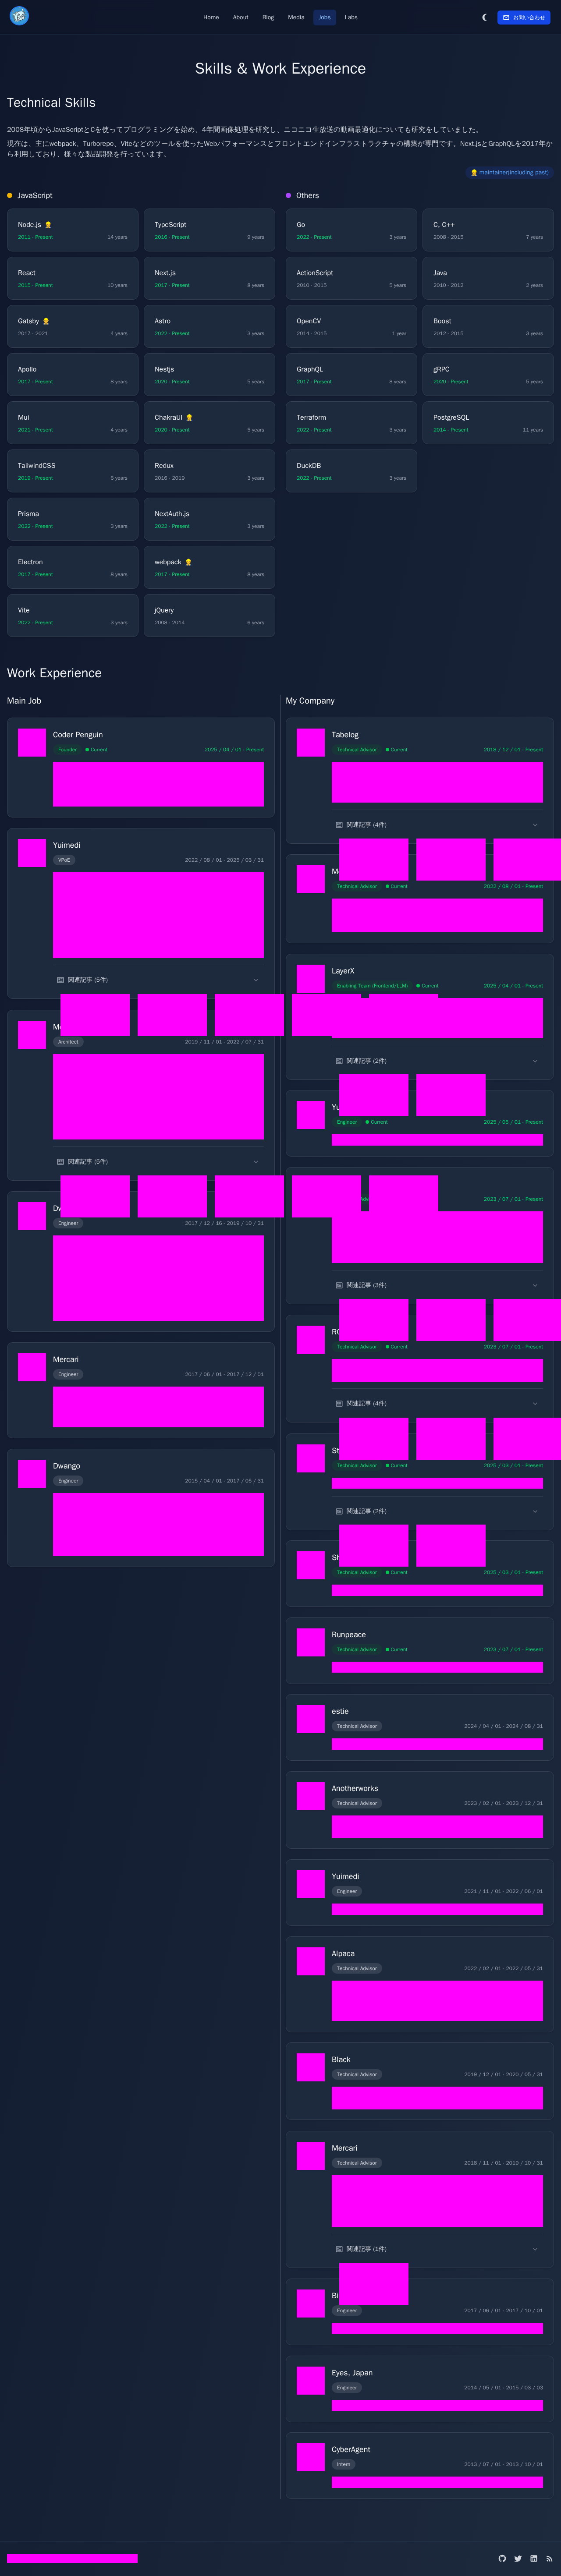 Home About Blog Media Jobs Labs お問い合わせ
Skills & Work Experience
Technical Skills
2008年頃からJavaScriptとCを使ってプログラミングを始め、4年間画像処理を研究し、ニコニコ生放送の動画最適化についても研究をしていました。
現在は、主にwebpack、Turborepo、Viteなどのツールを使ったWebパフォーマンスとフロントエンドインフラストラクチャの構築が専門です。Next.jsとGraphQLを2017年か
ら利用しており、様々な製品開発を行っています。
👷 maintainer(including past)
JavaScript
Node.js 👷
2011 - Present 14 years
TypeScript
2016 - Present 9 years
React
2015 - Present 10 years
Next.js
2017 - Present 8 years
Gatsby 👷
2017 - 2021 4 years
Astro
2022 - Present 3 years
Apollo
2017 - Present 8 years
Nestjs
2020 - Present 5 years
Mui
2021 - Present 4 years
ChakraUI 👷
2020 - Present 5 years
TailwindCSS
2019 - Present 6 years
Redux
2016 - 2019 3 years
Prisma
2022 - Present 3 years
NextAuth.js
2022 - Present 3 years
Electron
2017 - Present 8 years
webpack 👷
2017 - Present 8 years
Vite
2022 - Present 3 years
jQuery
2008 - 2014 6 years
Others
Go
2022 - Present 3 years
C, C++
2008 - 2015 7 years
ActionScript
2010 - 2015 5 years
Java
2010 - 2012 2 years
OpenCV
2014 - 2015 1 year
Boost
2012 - 2015 3 years
GraphQL
2017 - Present 8 years
gRPC
2020 - Present 5 years
Terraform
2022 - Present 3 years
PostgreSQL
2014 - Present 11 years
DuckDB
2022 - Present 3 years
Work Experience
Main Job
Coder Penguin
Founder Current 2025 / 04 / 01 - Present
Yuimedi
VPoE 2022 / 08 / 01 - 2025 / 03 / 31
関連記事 (5件)
Architect 2019 / 11 / 01 - 2022 / 07 / 31
関連記事 (5件)
Engineer 2017 / 12 / 16 - 2019 / 10 / 31
Mercari
Engineer 2017 / 06 / 01 - 2017 / 12 / 01
Dwango
Engineer 2015 / 04 / 01 - 2017 / 05 / 31
My Company
Tabelog
Technical Advisor Current 2018 / 12 / 01 - Present
関連記事 (4件)
Technical Advisor Current 2022 / 08 / 01 - Present
LayerX
Enabling Team (Frontend/LLM) Current 2025 / 04 / 01 - Present
関連記事 (2件)
Engineer Current 2025 / 05 / 01 - Present
2023 / 07 / 01 - Present
関連記事 (3件)
Technical Advisor Current 2023 / 07 / 01 - Present
関連記事 (4件)
Technical Advisor Current 2025 / 03 / 01 - Present
関連記事 (2件)
Technical Advisor Current 2025 / 03 / 01 - Present
Runpeace
Technical Advisor Current 2023 / 07 / 01 - Present
estie
Technical Advisor 2024 / 04 / 01 - 2024 / 08 / 31
Anotherworks
Technical Advisor 2023 / 02 / 01 - 2023 / 12 / 31
Yuimedi
Engineer 2021 / 11 / 01 - 2022 / 06 / 01
Alpaca
Technical Advisor 2022 / 02 / 01 - 2022 / 05 / 31
Black
Technical Advisor 2019 / 12 / 01 - 2020 / 05 / 31
Mercari
Technical Advisor 2018 / 11 / 01 - 2019 / 10 / 31
関連記事 (1件)
Engineer 2017 / 06 / 01 - 2017 / 10 / 01
Eyes, Japan
Engineer 2014 / 05 / 01 - 2015 / 03 / 03
CyberAgent
Intern 2013 / 07 / 01 - 2013 / 10 / 01